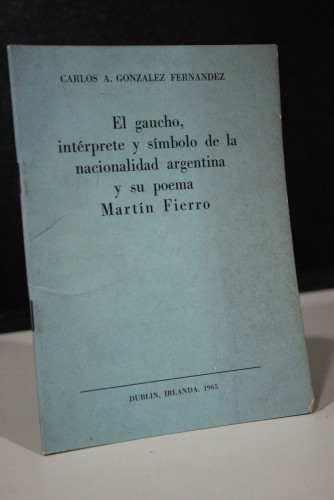 CARLOS A. GONZALEZ FERNANDEZ
El gaucho,
intérprete y símbolo de la
nacionalidad argentina
y su poema
Martín Fierro
DUBLIN, IRLANDA, 1965